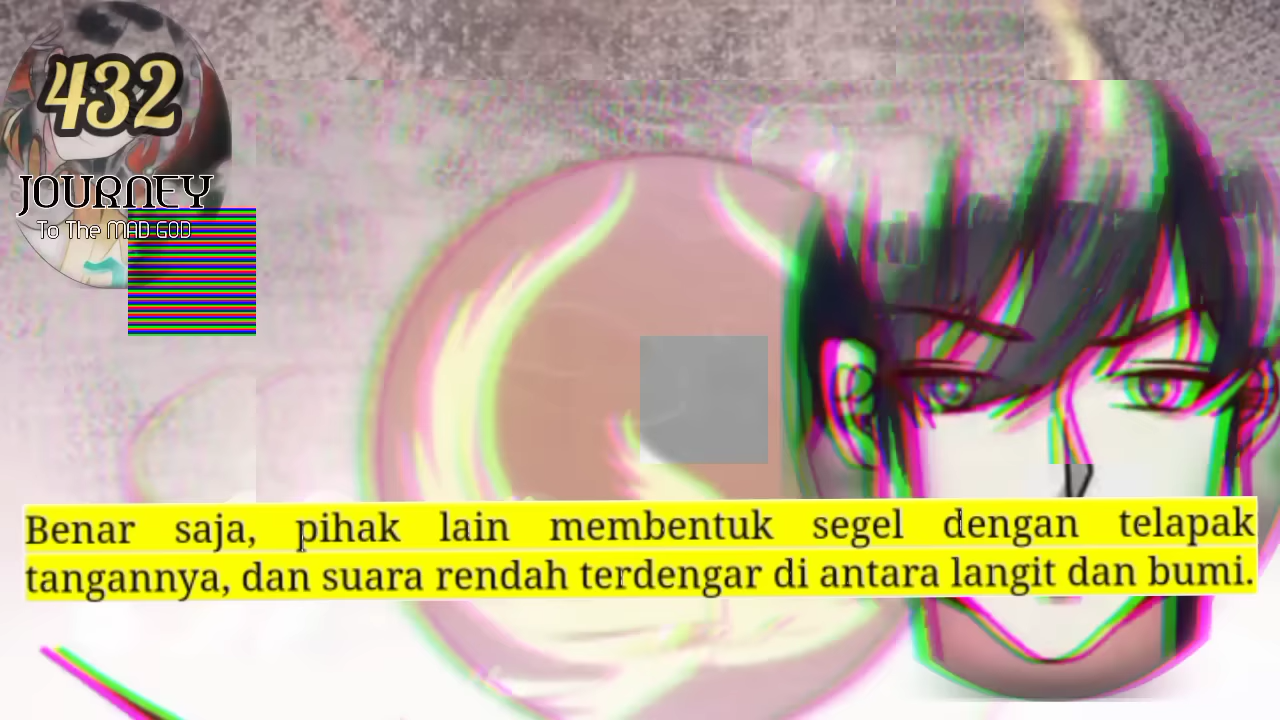 432
JOURNEY
To The MAD GOD
Benar saja, pihak lain membentuk segel dengan telapak
tangannya, dan suara rendah terdengar di antara langit dan bumi.